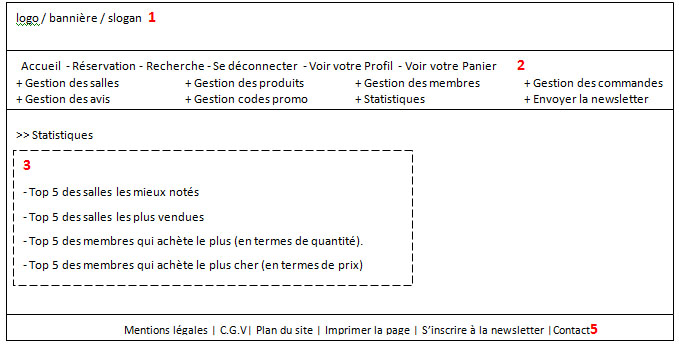 logo / bannière / slogan 1
Accueil - Réservation - Recherche - Se déconnecter - Voir votre Profil - Voir votre Panier 2
+ Gestion des salles + Gestion des produits + Gestion des membres + Gestion des commandes
+ Gestion des avis + Gestion codes promo + Statistiques + Envoyer la newsletter
>> Statistiques
3
- Top 5 des salles les mieux notés
- Top 5 des salles les plus vendues
- Top 5 des membres qui achète le plus (en termes de quantité).
- Top 5 des membres qui achète le plus cher (en termes de prix)
Mentions légales | C.G.V| Plan du site | Imprimer la page | S’inscrire à la newsletter |Contact5